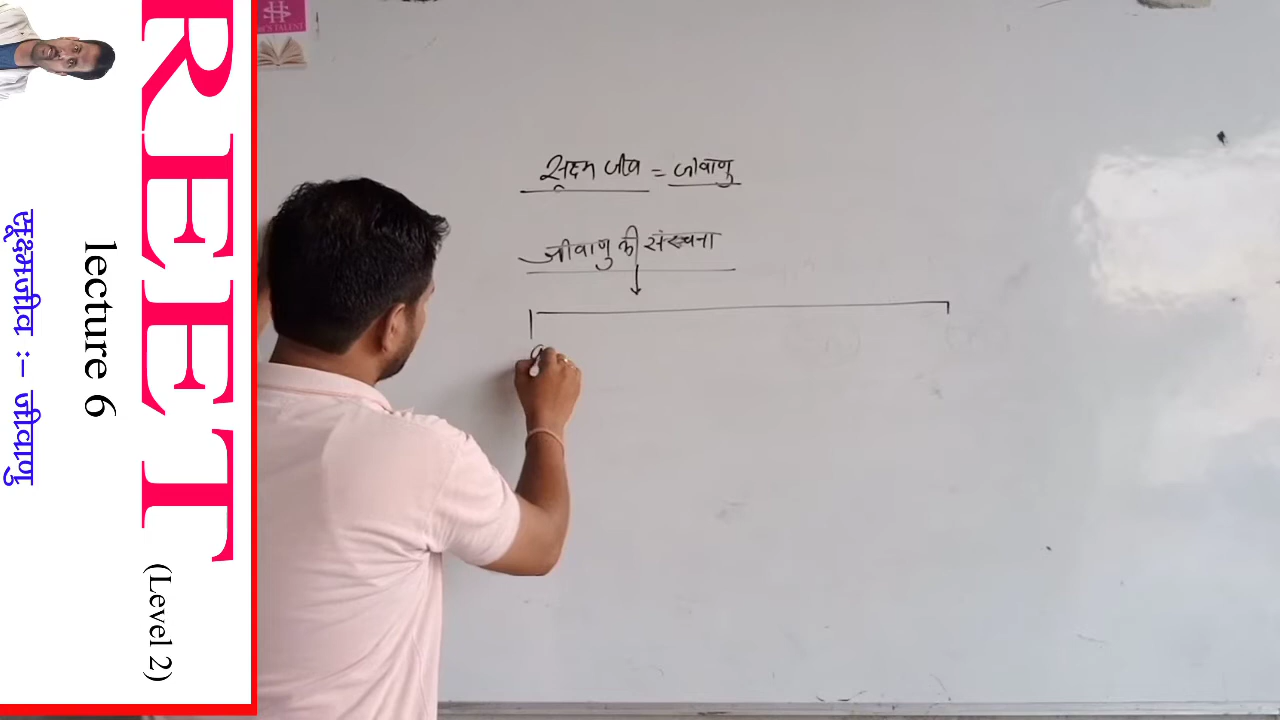 REET
(Level 2)
lecture 6
सूक्ष्मजीव :– जीवाणु
सूक्ष्म जीव = जीवाणु
जीवाणु की संरचना